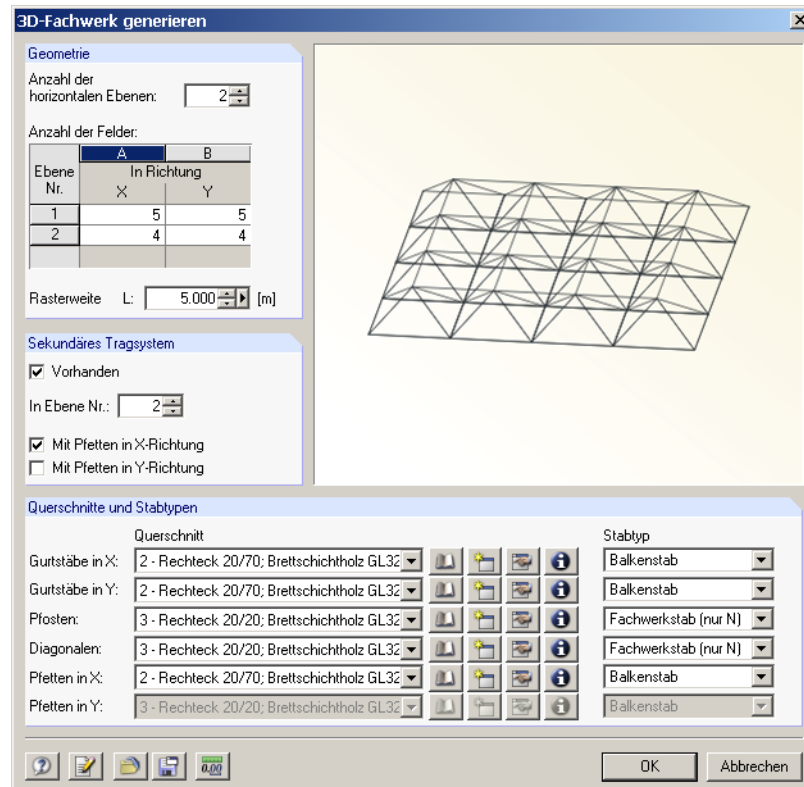 3D-Fachwerk generieren
Geometrie
Anzahl der
horizontalen Ebenen: 2
Anzahl der Felder:
A B
Ebene In Richtung
Nr. X Y
1 5 5
2 4 4
Rasterweite L: 5.000 [m]
Sekundäres Tragsystem
Vorhanden
In Ebene Nr.: 2
Mit Pfetten in X-Richtung
Mit Pfetten in Y-Richtung
Querschnitte und Stabtypen
Querschnitt Stabtyp
Gurtstäbe in X: 2 - Rechteck 20/70; Brettschichtholz GL32 Balkenstab
Gurtstäbe in Y: 2 - Rechteck 20/70; Brettschichtholz GL32 Balkenstab
Pfosten: 3 - Rechteck 20/20; Brettschichtholz GL32 Fachwerkstab (nur N)
Diagonalen: 3 - Rechteck 20/20; Brettschichtholz GL32 Fachwerkstab (nur N)
Pfetten in X: 2 - Rechteck 20/70; Brettschichtholz GL32 Balkenstab
Pfetten in Y: 3 - Rechteck 20/20; Brettschichtholz GL32 Balkenstab
0.00 OK Abbrechen